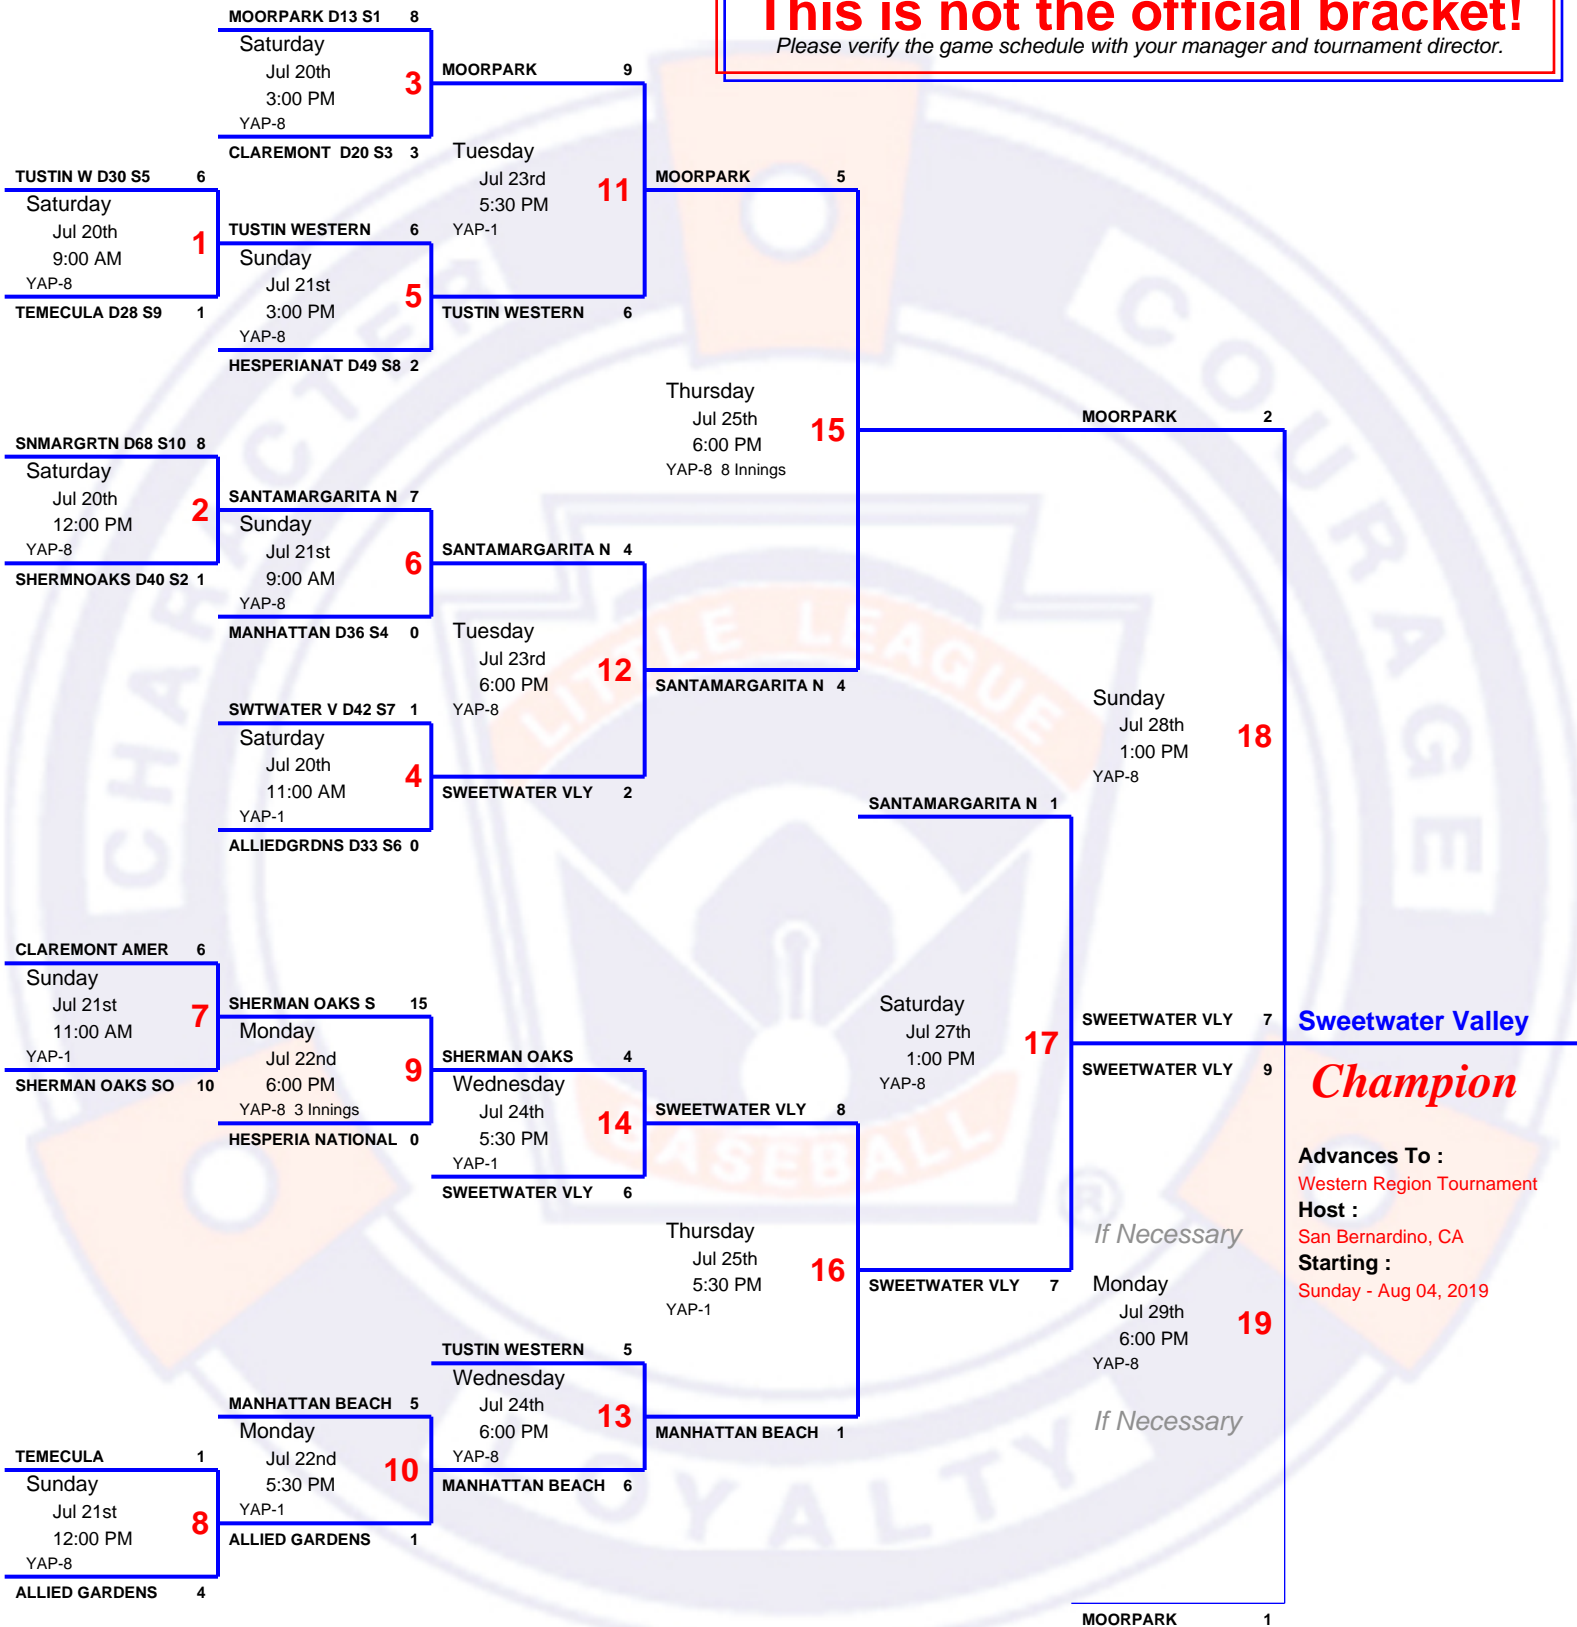 This is not the official bracket!
Please verify the game schedule with your manager and tournament director.
MOORPARK D13 S1 8
Saturday
Jul 20th
3:00 PM
YAP-8
3
CLAREMONT D20 S3 3
MOORPARK 9
Tuesday
Jul 23rd
5:30 PM
YAP-1
11
TUSTIN W D30 S5 6
Saturday
Jul 20th
9:00 AM
YAP-8
1
TEMECULA D28 S9 1
TUSTIN WESTERN 6
Sunday
Jul 21st
3:00 PM
YAP-8
5
HESPERIANAT D49 S8 2
TUSTIN WESTERN 6
MOORPARK 5
Thursday
Jul 25th
6:00 PM
YAP-8 8 Innings
15
SNMARGRTN D68 S10 8
Saturday
Jul 20th
12:00 PM
YAP-8
2
SHERMNOAKS D40 S2 1
SANTAMARGARITA N 7
Sunday
Jul 21st
9:00 AM
YAP-8
6
MANHATTAN D36 S4 0
SANTAMARGARITA N 4
Tuesday
Jul 23rd
6:00 PM
YAP-8
12
SANTAMARGARITA N 4
SWTWATER V D42 S7 1
Saturday
Jul 20th
11:00 AM
YAP-1
4
ALLIEDGRDNS D33 S6 0
SWEETWATER VLY 2
MOORPARK 2
Sunday
Jul 28th
1:00 PM
YAP-8
18
CLAREMONT AMER 6
Sunday
Jul 21st
11:00 AM
YAP-1
7
SHERMAN OAKS SO 10
SHERMAN OAKS S 15
Monday
Jul 22nd
6:00 PM
YAP-8 3 Innings
9
HESPERIA NATIONAL 0
SHERMAN OAKS 4
Wednesday
Jul 24th
5:30 PM
YAP-1
14
SWEETWATER VLY 6
SWEETWATER VLY 8
Thursday
Jul 25th
5:30 PM
YAP-1
16
SANTAMARGARITA N 1
Saturday
Jul 27th
1:00 PM
YAP-8
17
SWEETWATER VLY 7
SWEETWATER VLY 7
SWEETWATER VLY 9
Sweetwater Valley
Champion
Advances To :
Western Region Tournament
Host :
San Bernardino, CA
Starting :
Sunday - Aug 04, 2019
If Necessary
Monday
Jul 29th
6:00 PM
YAP-8
19
If Necessary
MOORPARK 1
TUSTIN WESTERN 5
Wednesday
Jul 24th
6:00 PM
YAP-8
13
MANHATTAN BEACH 6
MANHATTAN BEACH 1
MANHATTAN BEACH 5
Monday
Jul 22nd
5:30 PM
YAP-1
10
ALLIED GARDENS 1
TEMECULA 1
Sunday
Jul 21st
12:00 PM
YAP-8
8
ALLIED GARDENS 4
CHARACTER
COURAGE
LOYALTY
LITTLE LEAGUE
BASEBALL
®